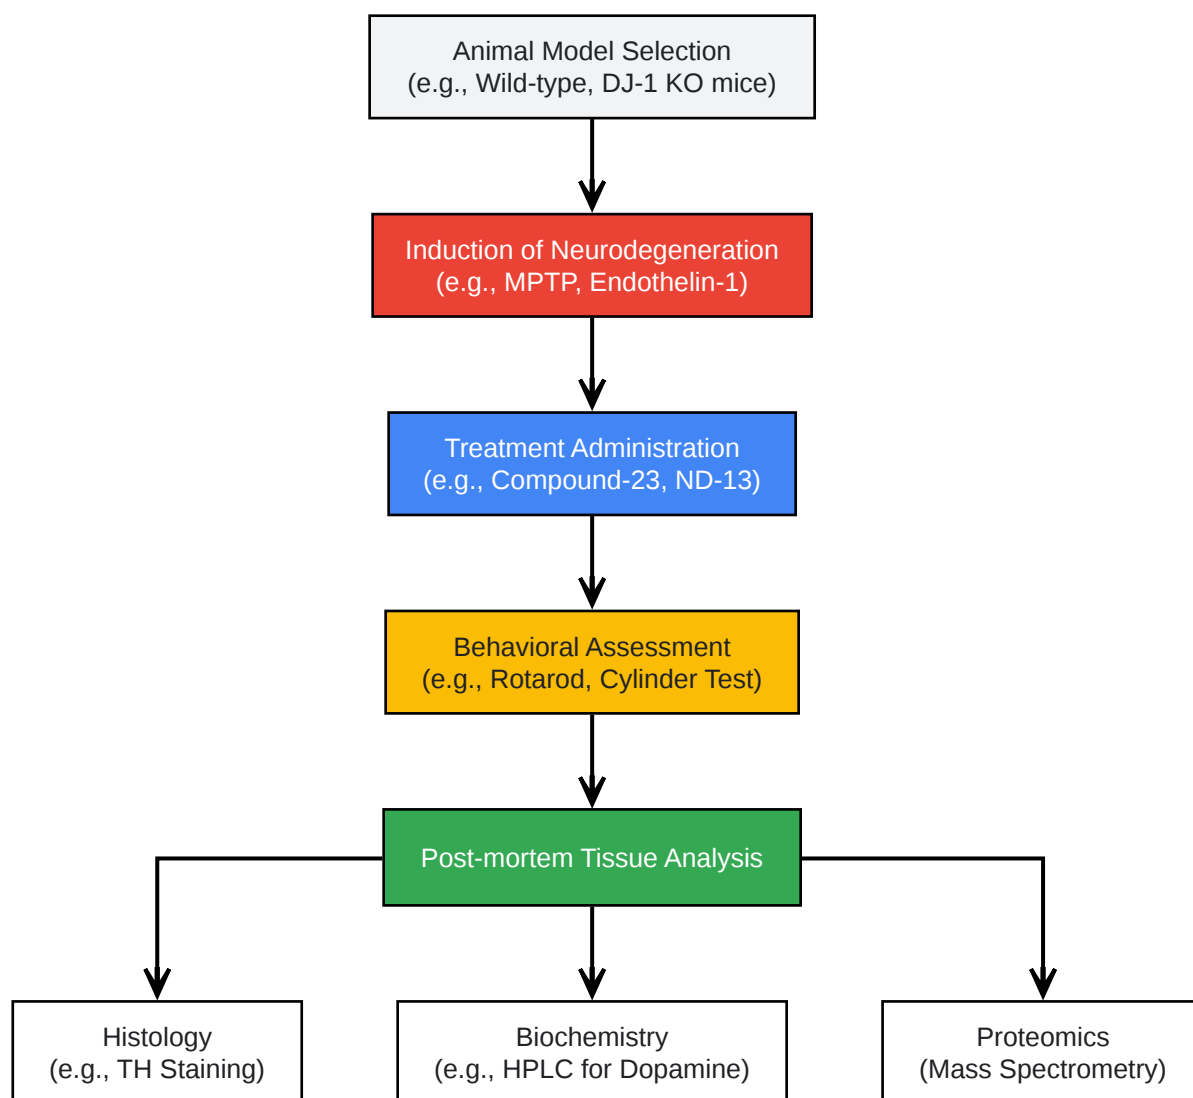 Animal Model Selection
(e.g., Wild-type, DJ-1 KO mice)
Induction of Neurodegeneration
(e.g., MPTP, Endothelin-1)
Treatment Administration
(e.g., Compound-23, ND-13)
Behavioral Assessment
(e.g., Rotarod, Cylinder Test)
Post-mortem Tissue Analysis
Histology
(e.g., TH Staining)
Biochemistry
(e.g., HPLC for Dopamine)
Proteomics
(Mass Spectrometry)